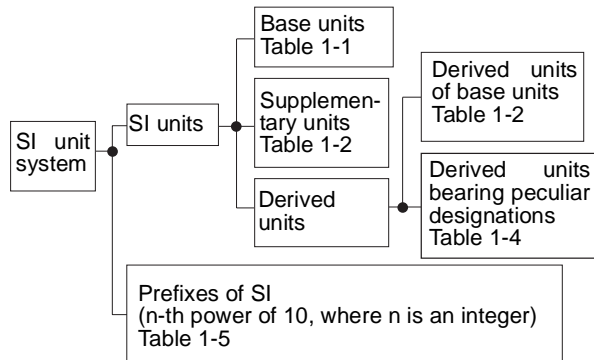 SI unit
system
SI units
Base units
Table 1-1
Supplemen-
tary units
Table 1-2
Derived
units
Derived units
of base units
Table 1-2
Derived units
bearing peculiar
designations
Table 1-4
Prefixes of SI
(n-th power of 10, where n is an integer)
Table 1-5